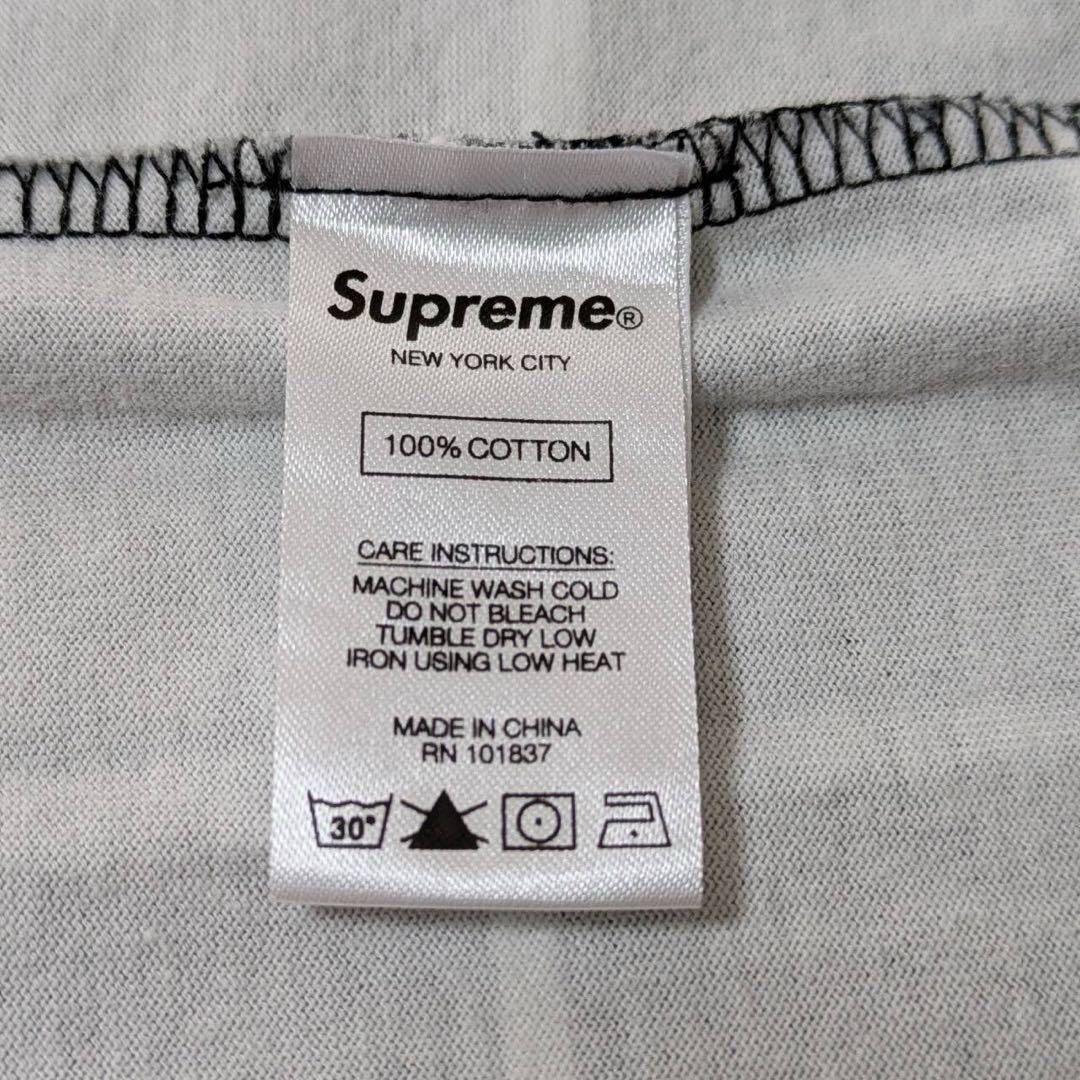 Supreme®
NEW YORK CITY
100% COTTON
CARE INSTRUCTIONS:
MACHINE WASH COLD
DO NOT BLEACH
TUMBLE DRY LOW
IRON USING LOW HEAT
MADE IN CHINA
RN 101837
30°